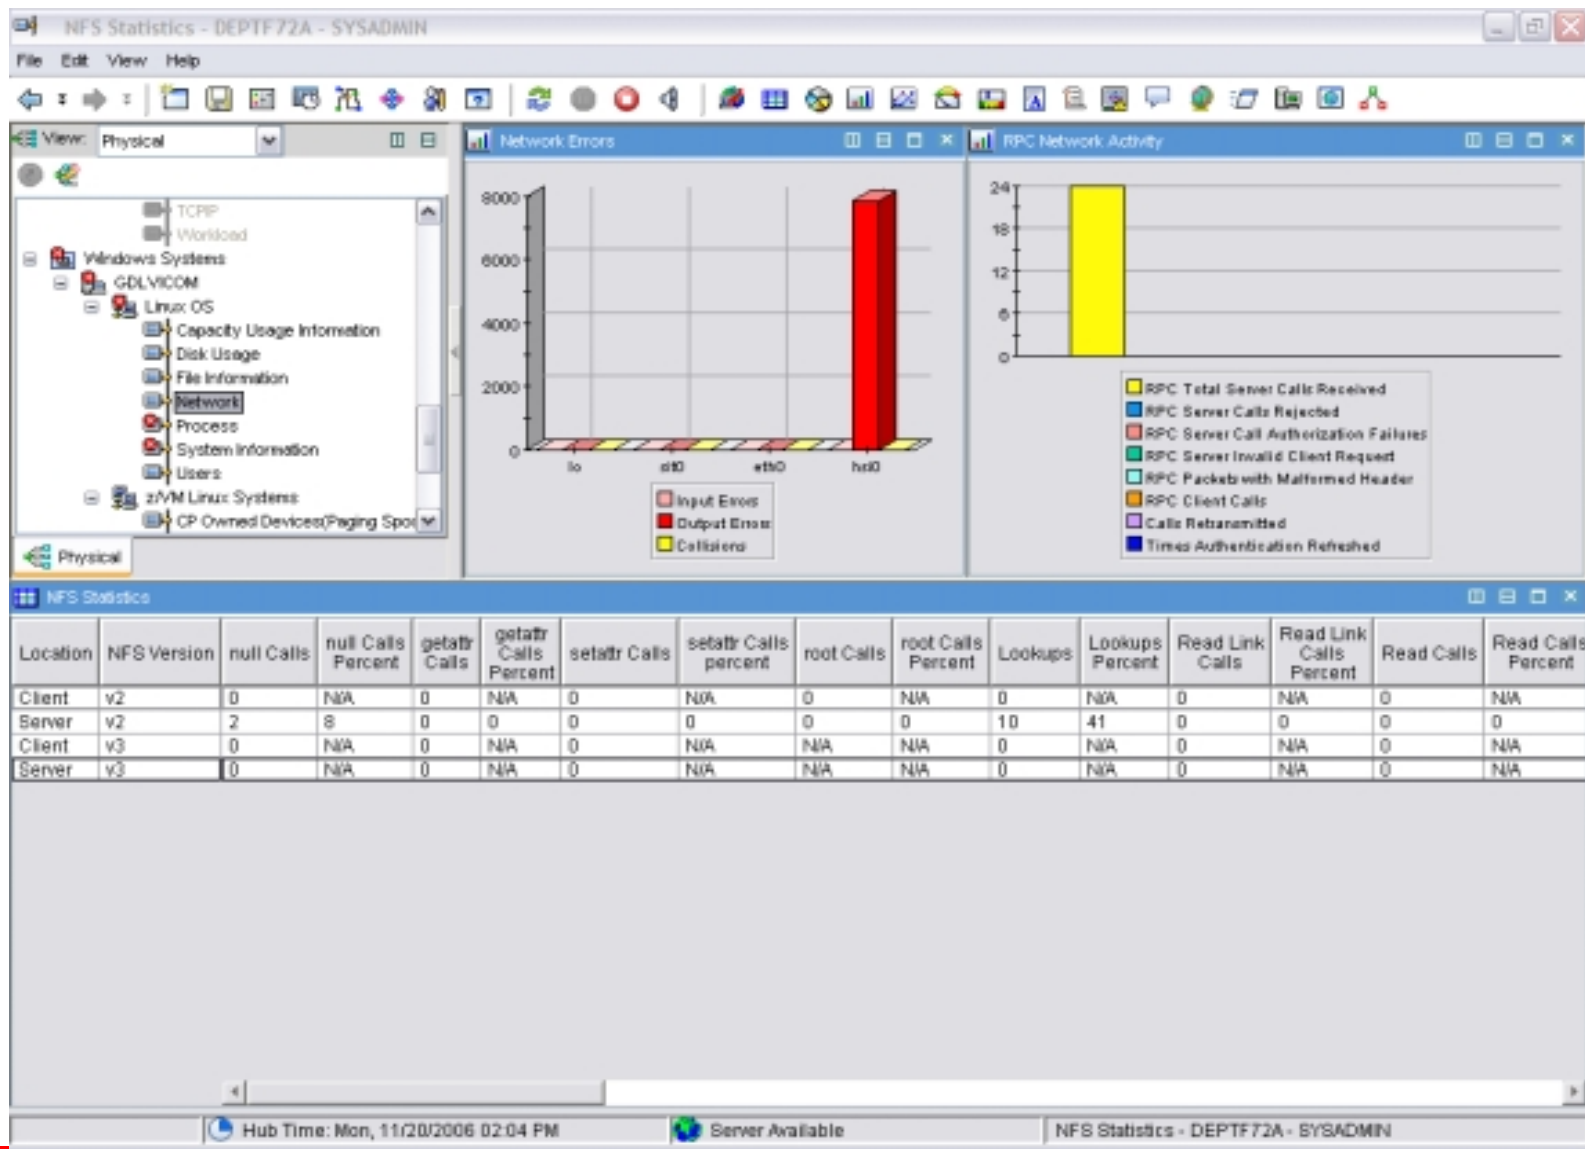 NFS Statistics - DEPTF72A - SYSADMIN
File Edit View Help
View: Physical
TCPIP
Workload
Windows Systems
GDLVICOM
Linux OS
Capacity Usage Information
Disk Usage
File Information
Network
Process
System Information
Users
z/VM Linux Systems
CP Owned Devices(Paging Spo
Physical
Network Errors
8000
6000
4000
2000
0
lo sit0 eth0 hsi0
Input Errors
Output Errors
Collisions
RPC Network Activity
24
18
12
6
0
RPC Total Server Calls Received
RPC Server Calls Rejected
RPC Server Call Authorization Failures
RPC Server Invalid Client Request
RPC Packets with Malformed Header
RPC Client Calls
Calls Retransmitted
Times Authentication Refreshed
NFS Statistics
Location NFS Version null Calls null Calls Percent getattr Calls getattr Calls Percent setattr Calls setattr Calls percent root Calls root Calls Percent Lookups Lookups Percent Read Link Calls Read Link Calls Percent Read Calls Read Calls Percent
Client v2 0 N/A 0 N/A 0 N/A 0 N/A 0 N/A 0 N/A 0 N/A
Server v2 2 8 0 0 0 0 0 0 10 41 0 0 0 0
Client v3 0 N/A 0 N/A 0 N/A N/A N/A 0 N/A 0 N/A 0 N/A
Server v3 0 N/A 0 N/A 0 N/A N/A N/A 0 N/A 0 N/A 0 N/A
Hub Time: Mon, 11/20/2006 02:04 PM
Server Available
NFS Statistics - DEPTF72A - SYSADMIN